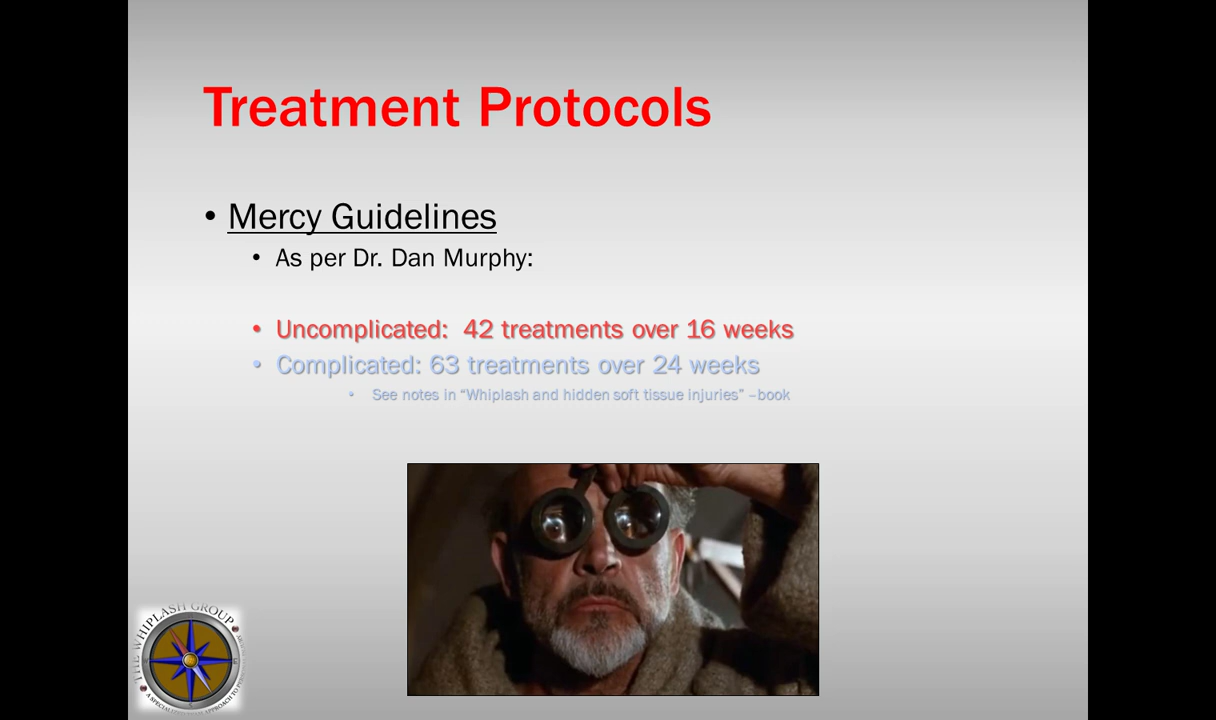 Treatment Protocols
• Mercy Guidelines
• As per Dr. Dan Murphy:
• Uncomplicated:  42 treatments over 16 weeks
• Complicated: 63 treatments over 24 weeks
• See notes in “Whiplash and hidden soft tissue injuries” –book
THE WHIPLASH GROUP